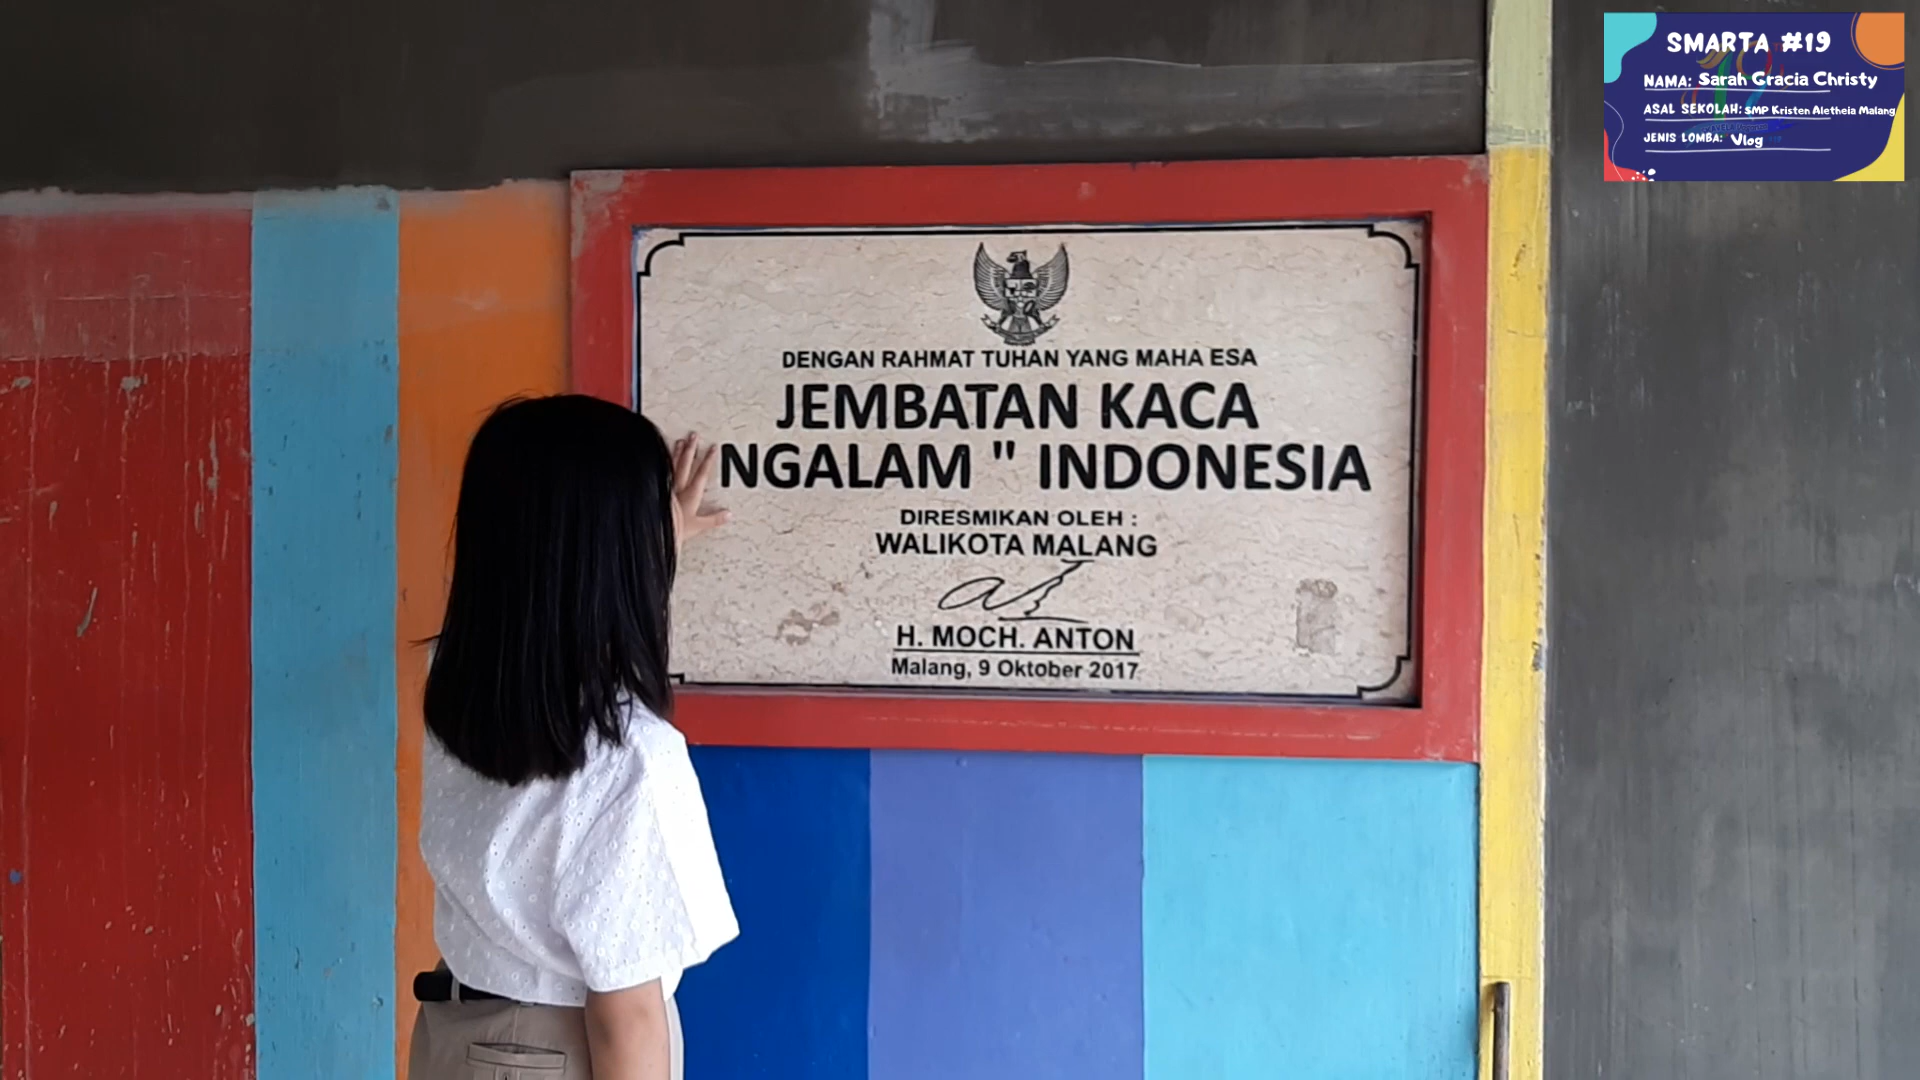 SMARTA #19
NAMA: Sarah Gracia Christy
ASAL SEKOLAH: SMP Kristen Aletheia Malang
JENIS LOMBA: Vlog
DENGAN RAHMAT TUHAN YANG MAHA ESA
JEMBATAN KACA
NGALAM " INDONESIA
DIRESMIKAN OLEH :
WALIKOTA MALANG
H. MOCH. ANTON
Malang, 9 Oktober 2017